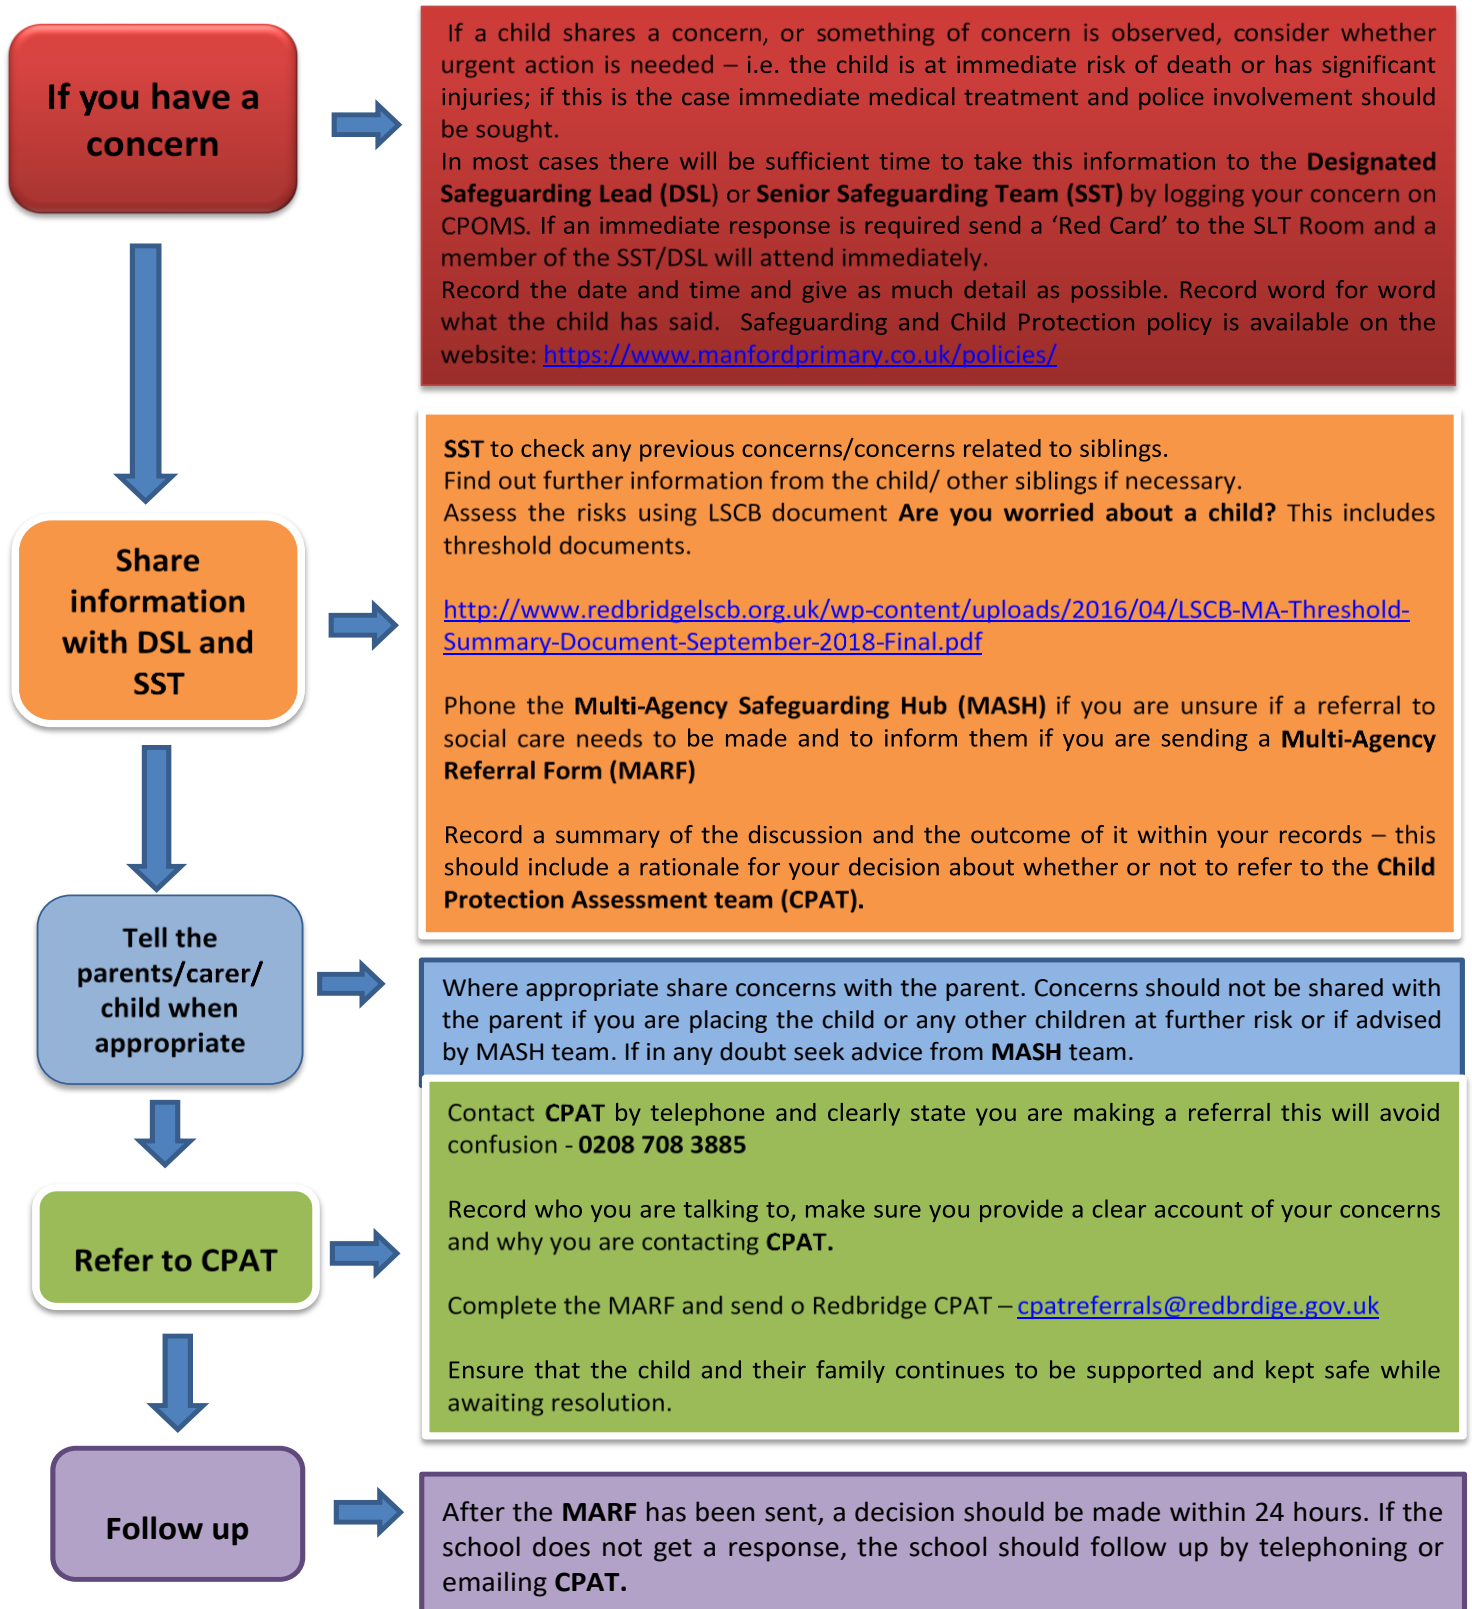 If you have a
concern
If a child shares a concern, or something of concern is observed, consider whether
urgent action is needed – i.e. the child is at immediate risk of death or has significant
injuries; if this is the case immediate medical treatment and police involvement should
be sought.
In most cases there will be sufficient time to take this information to the Designated
Safeguarding Lead (DSL) or Senior Safeguarding Team (SST) by logging your concern on
CPOMS. If an immediate response is required send a ‘Red Card’ to the SLT Room and a
member of the SST/DSL will attend immediately.
Record the date and time and give as much detail as possible. Record word for word
what the child has said. Safeguarding and Child Protection policy is available on the
website: https://www.manfordprimary.co.uk/policies/
Share
information
with DSL and
SST
SST to check any previous concerns/concerns related to siblings.
Find out further information from the child/ other siblings if necessary.
Assess the risks using LSCB document Are you worried about a child? This includes
threshold documents.
http://www.redbridgelscb.org.uk/wp-content/uploads/2016/04/LSCB-MA-Threshold-
Summary-Document-September-2018-Final.pdf
Phone the Multi-Agency Safeguarding Hub (MASH) if you are unsure if a referral to
social care needs to be made and to inform them if you are sending a Multi-Agency
Referral Form (MARF)
Record a summary of the discussion and the outcome of it within your records – this
should include a rationale for your decision about whether or not to refer to the Child
Protection Assessment team (CPAT).
Tell the
parents/carer/
child when
appropriate
Where appropriate share concerns with the parent. Concerns should not be shared with
the parent if you are placing the child or any other children at further risk or if advised
by MASH team. If in any doubt seek advice from MASH team.
Refer to CPAT
Contact CPAT by telephone and clearly state you are making a referral this will avoid
confusion - 0208 708 3885
Record who you are talking to, make sure you provide a clear account of your concerns
and why you are contacting CPAT.
Complete the MARF and send o Redbridge CPAT – cpatreferrals@redbrdige.gov.uk
Ensure that the child and their family continues to be supported and kept safe while
awaiting resolution.
Follow up
After the MARF has been sent, a decision should be made within 24 hours. If the
school does not get a response, the school should follow up by telephoning or
emailing CPAT.